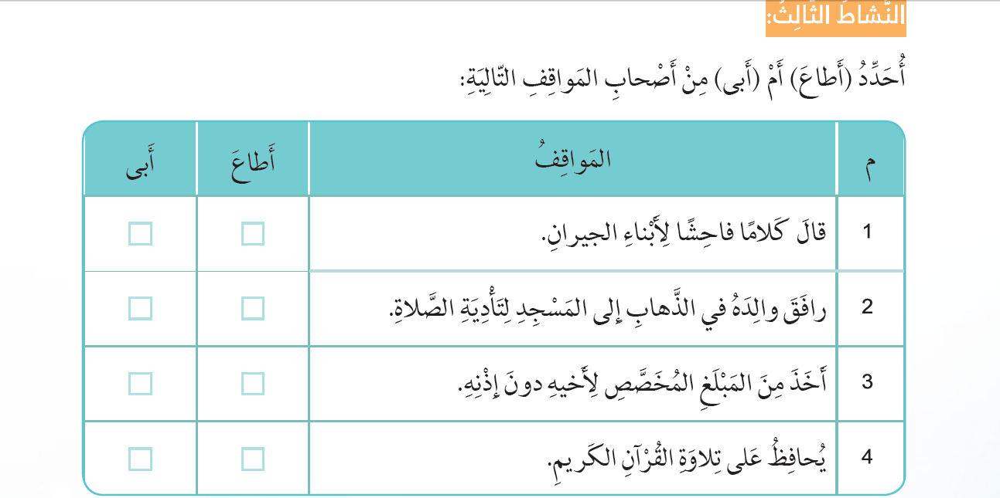 النَّشاطُ الثّالِثُ:
أُحَدِّدُ (أَطاعَ) أَمْ (أَبى) مِنْ أَصْحابِ المَواقِفِ التّالِيَةِ:
م المَواقِفُ أَطاعَ أَبى
1 قالَ كَلامًا فاحِشًا لِأَبْناءِ الجيرانِ.
2 رافَقَ والِدَهُ في الذَّهابِ إِلى المَسْجِدِ لِتَأْدِيَةِ الصَّلاةِ.
3 أَخَذَ مِنَ المَبْلَغِ المُخَصَّصِ لِأَخيهِ دونَ إِذْنِهِ.
4 يُحافِظُ عَلى تِلاوَةِ القُرْآنِ الكَريمِ.